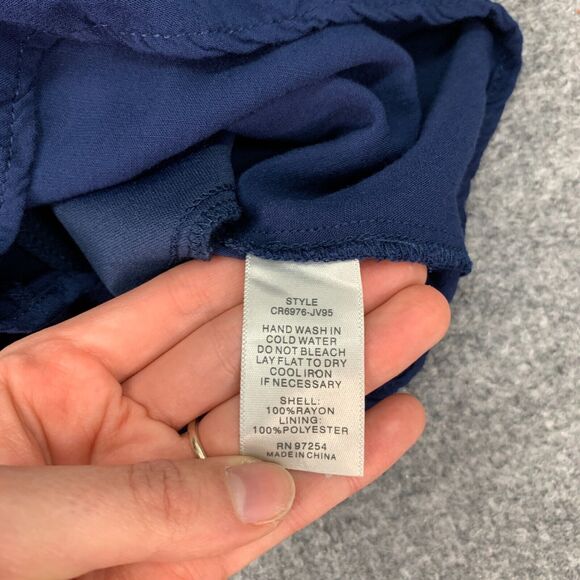 STYLE
CR6976-JV95
HAND WASH IN
COLD WATER
DO NOT BLEACH
LAY FLAT TO DRY
COOL IRON
IF NECESSARY
SHELL:
100%RAYON
LINING:
100%POLYESTER
RN 97254
MADE IN CHINA